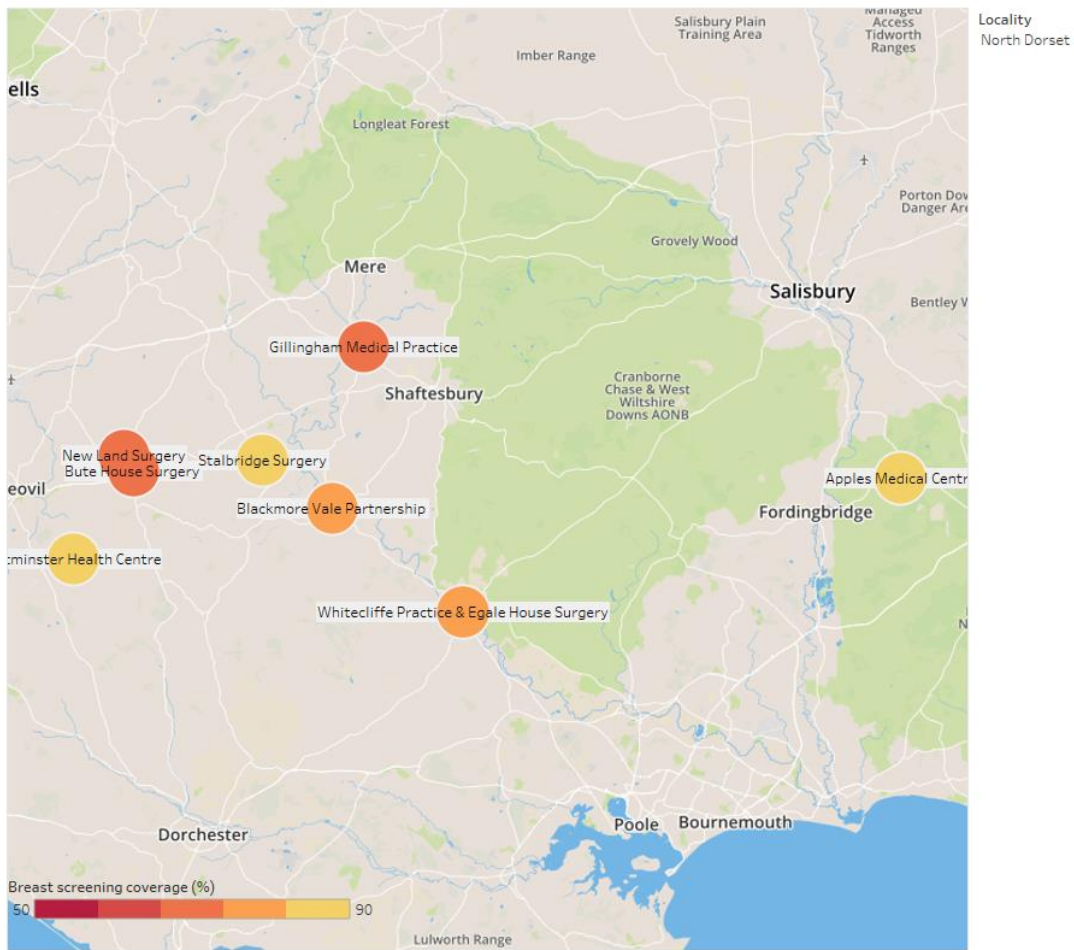 Locality
North Dorset
Salisbury Plain
Training Area
Managed
Access
Tidworth
Ranges
Imber Range
ells
Longleat Forest
Porton Dow
Danger Are
Grovely Wood
Mere
Salisbury
Bentley W
Gillingham Medical Practice
Shaftesbury
Cranborne
Chase & West
Wiltshire
Downs AONB
New Land Surgery
Bute House Surgery
Stalbridge Surgery
eovil
Apples Medical Centr
Blackmore Vale Partnership
Fordingbridge
tminster Health Centre
Whitecliffe Practice & Egale House Surgery
N
Poole
Bournemouth
Dorchester
Breast screening coverage (%)
50
90
Lulworth Range